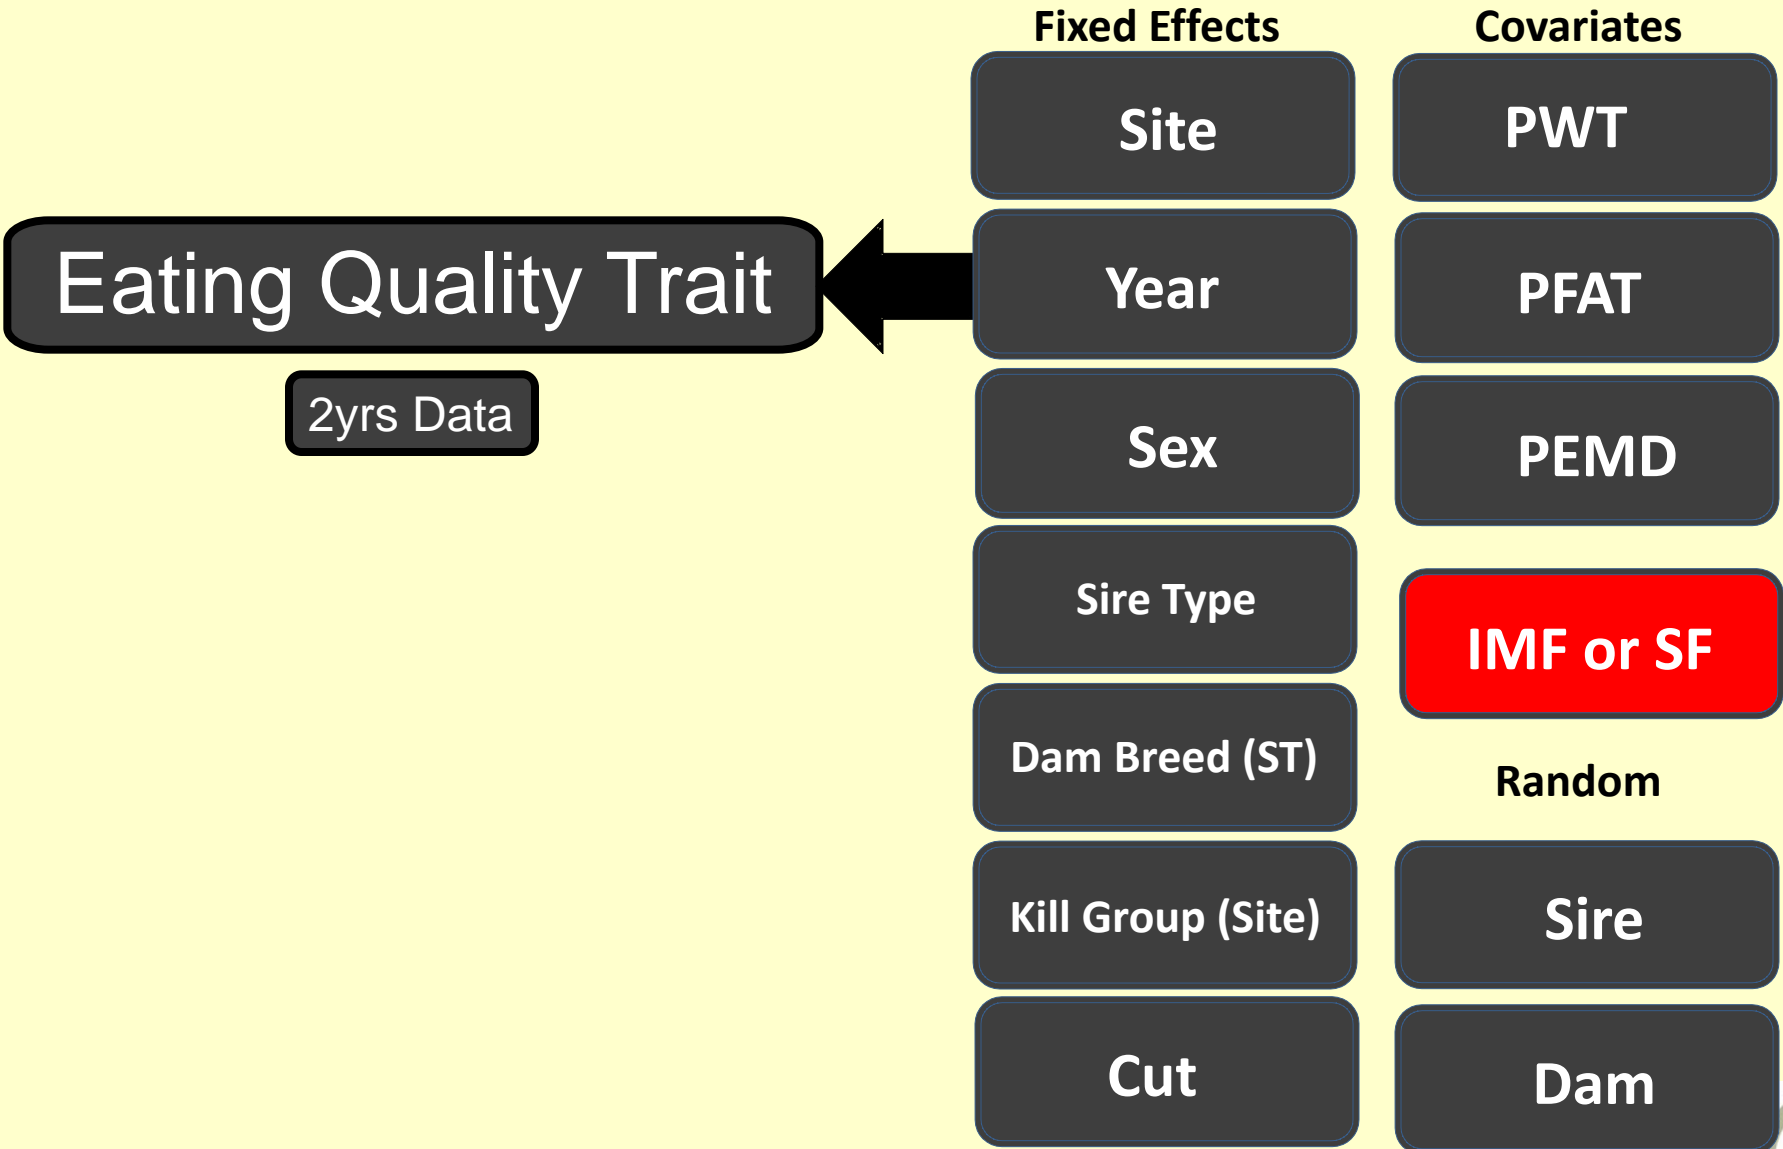 Eating Quality Trait
2yrs Data
Fixed Effects
Site
Year
Sex
Sire Type
Dam Breed (ST)
Kill Group (Site)
Cut
Covariates
PWT
PFAT
PEMD
IMF or SF
Random
Sire
Dam